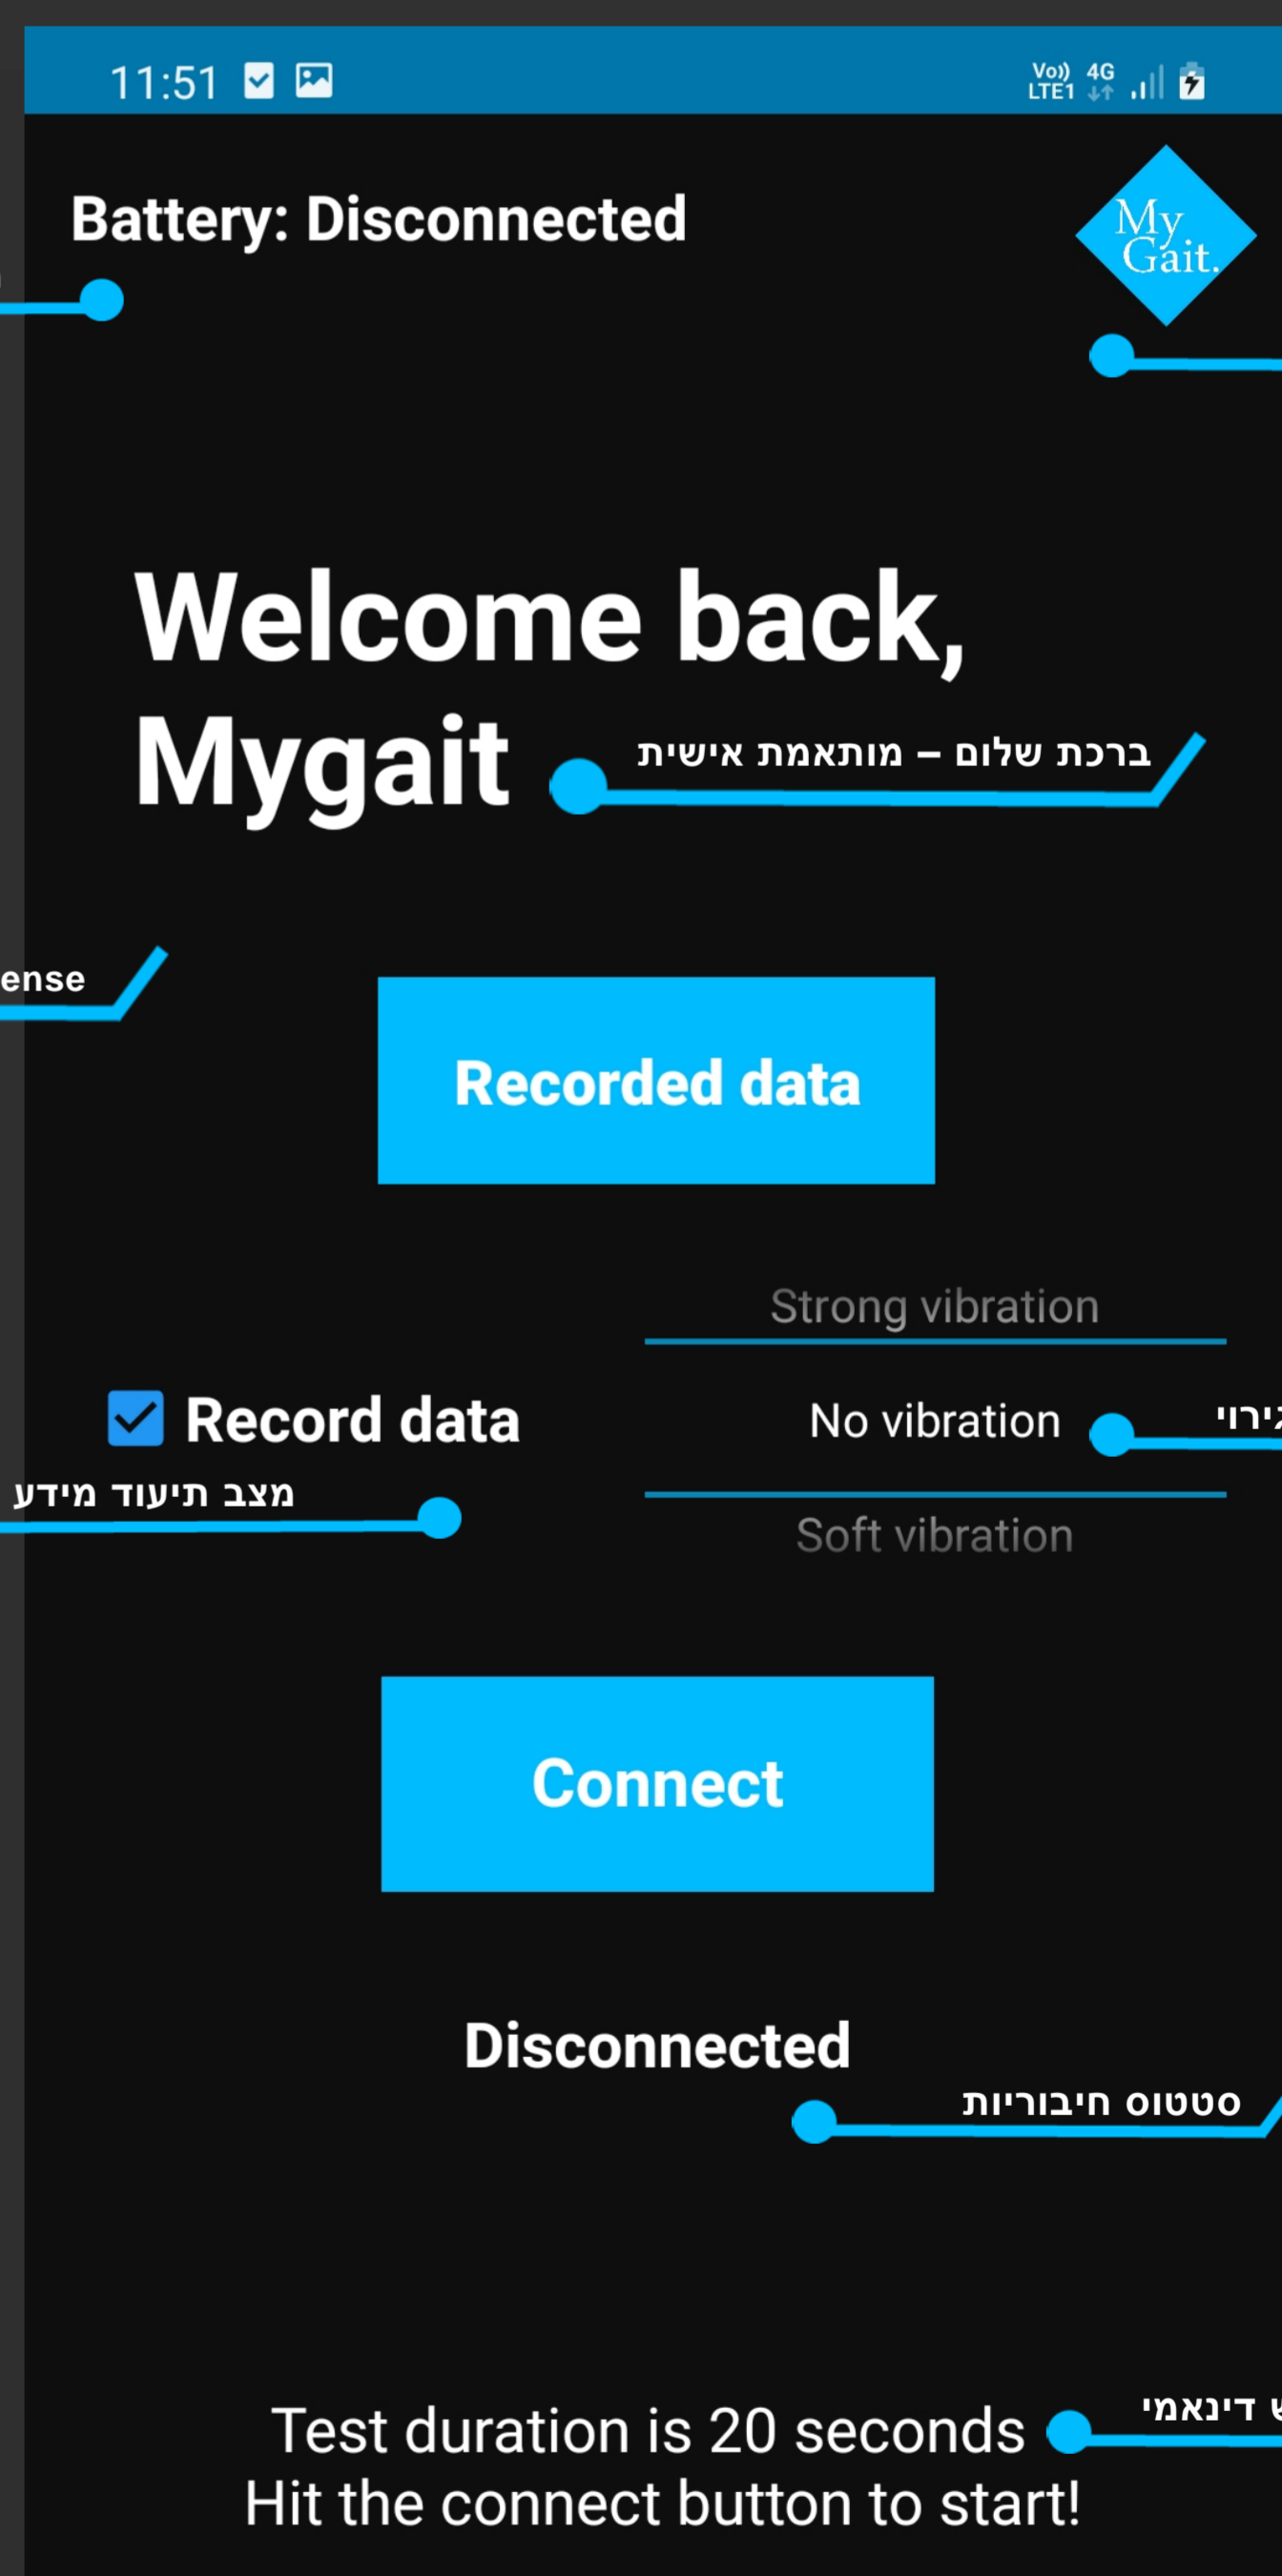 11:51
Vo)) 4G
LTE1
Battery: Disconnected
My
Gait.
Welcome back,
Mygait
ברכת שלום – מותאמת אישית
Recorded data
Strong vibration
Record data
No vibration
מצב תיעוד מידע
Soft vibration
Connect
Disconnected
סטטוס חיבוריות
דינאמי
Test duration is 20 seconds
Hit the connect button to start!